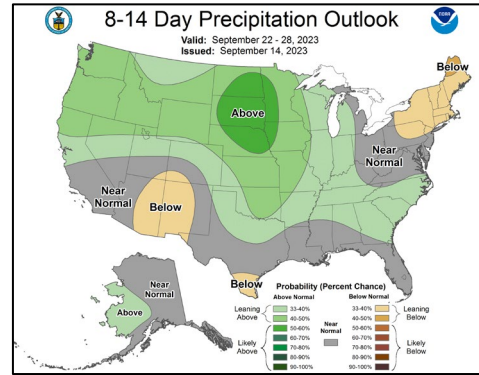 8-14 Day Precipitation Outlook
Valid: September 22 - 28, 2023
Issued: September 14, 2023
NOAA
Below
Above
Near
Normal
Near
Normal
Below
Near
Normal
Above
Below
Probability (Percent Chance)
Above Normal
Below Normal
Leaning
Above
33-40%
40-50%
50-60%
60-70%
70-80%
80-90%
90-100%
Likely
Above
Near
Normal
33-40%
40-50%
50-60%
60-70%
70-80%
80-90%
90-100%
Leaning
Below
Likely
Below